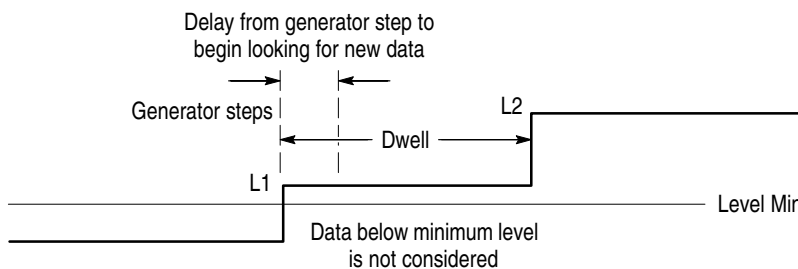 Delay from generator step to
begin looking for new data
Generator steps
L2
Dwell
L1
Level Min
Data below minimum level
is not considered